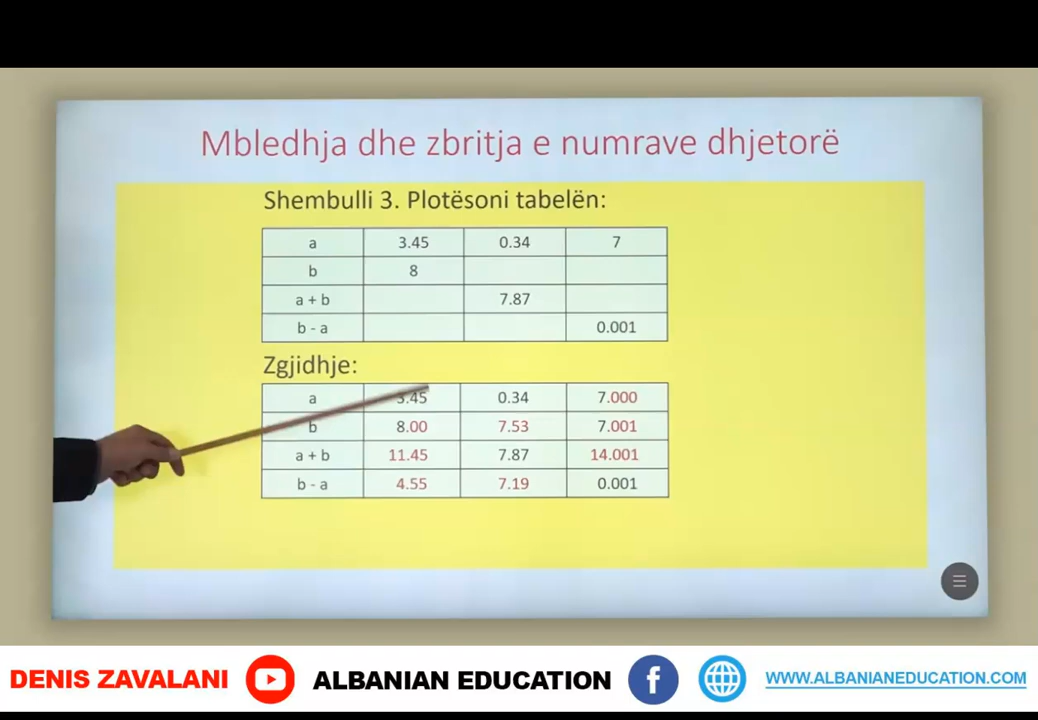 Mbledhja dhe zbritja e numrave dhjetorë
Shembulli 3. Plotësoni tabelën:
a 3.45 0.34 7
b 8
a + b 7.87
b - a 0.001
Zgjidhje:
a 3.45 0.34 7.000
b 8.00 7.53 7.001
a + b 11.45 7.87 14.001
b - a 4.55 7.19 0.001
DENIS ZAVALANI ALBANIAN EDUCATION f WWW.ALBANIANEDUCATION.COM